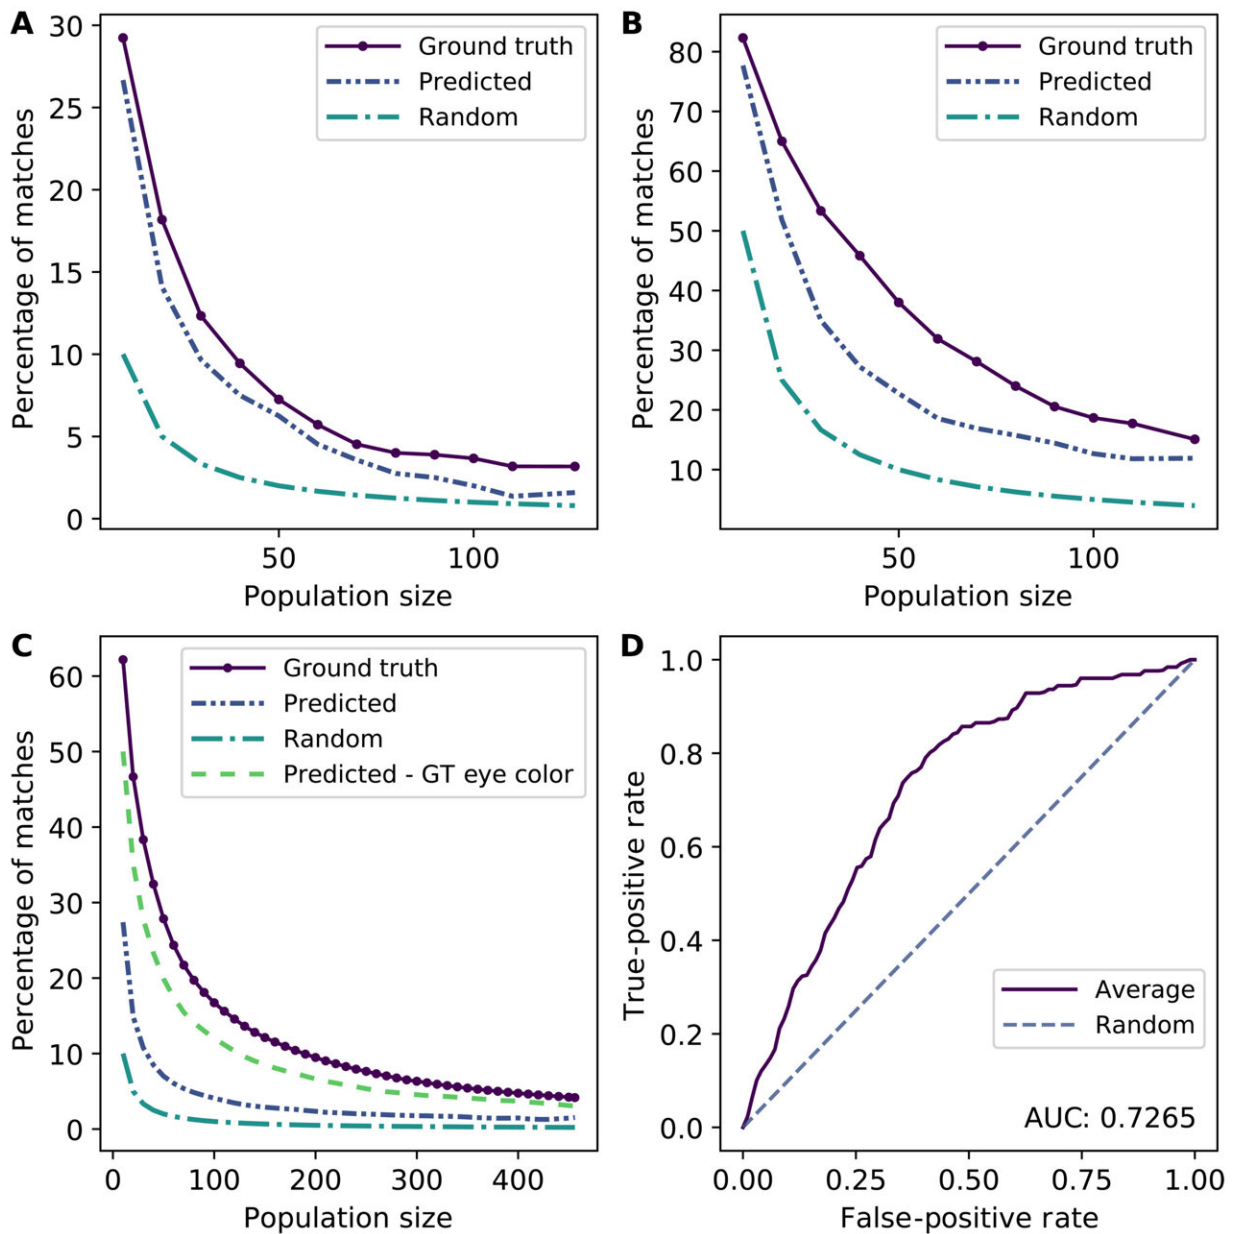 A
30
25
20
15
10
5
0
Percentage of matches
Ground truth
Predicted
Random
50 100
Population size
B
80
70
60
50
40
30
20
10
Percentage of matches
Ground truth
Predicted
Random
50 100
Population size
C
60
50
40
30
20
10
0
Percentage of matches
Ground truth
Predicted
Random
Predicted - GT eye color
0 100 200 300 400
Population size
D
1.0
0.8
0.6
0.4
0.2
0.0
True-positive rate
Average
Random
AUC: 0.7265
0.00 0.25 0.50 0.75 1.00
False-positive rate